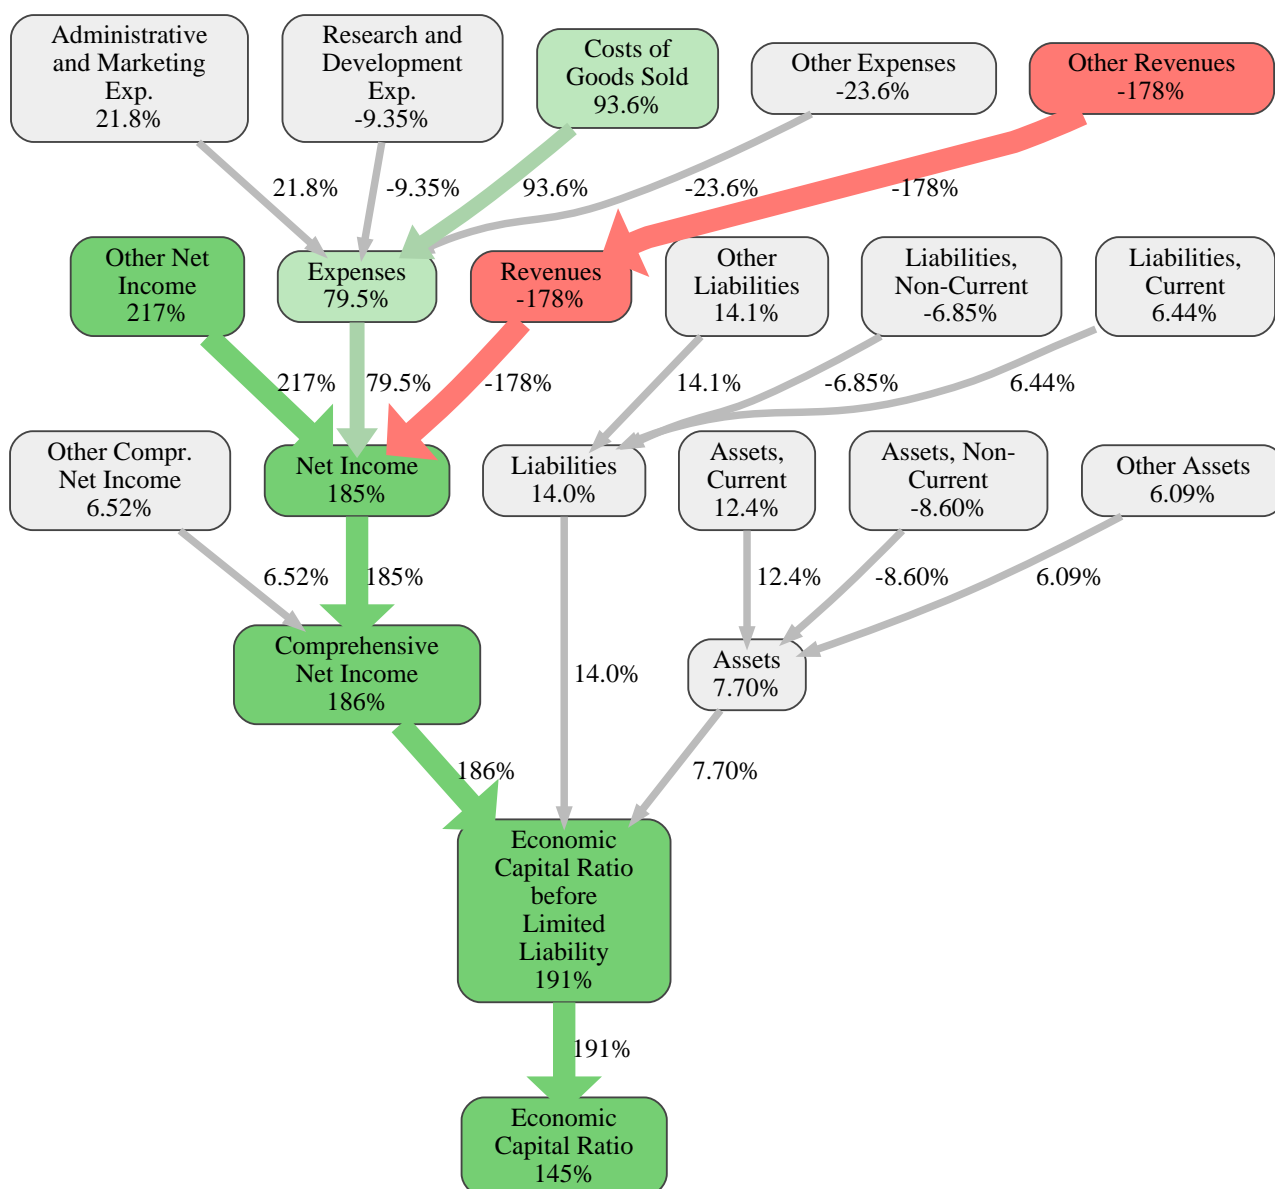 Administrative
and Marketing
Exp.
21.8%
Research and
Development
Exp.
-9.35%
Costs of
Goods Sold
93.6%
Other Expenses
-23.6%
Other Revenues
-178%
21.8%
-9.35%
93.6%
-23.6%
-178%
Other Net
Income
217%
Expenses
79.5%
Revenues
-178%
Other
Liabilities
14.1%
Liabilities,
Non-Current
-6.85%
Liabilities,
Current
6.44%
217%
79.5%
-178%
14.1%
-6.85%
6.44%
Other Compr.
Net Income
6.52%
Net Income
185%
Liabilities
14.0%
Assets,
Current
12.4%
Assets, Non-
Current
-8.60%
Other Assets
6.09%
6.52%
185%
12.4%
-8.60%
6.09%
Comprehensive
Net Income
186%
14.0%
Assets
7.70%
186%
7.70%
Economic
Capital Ratio
before
Limited
Liability
191%
191%
Economic
Capital Ratio
145%